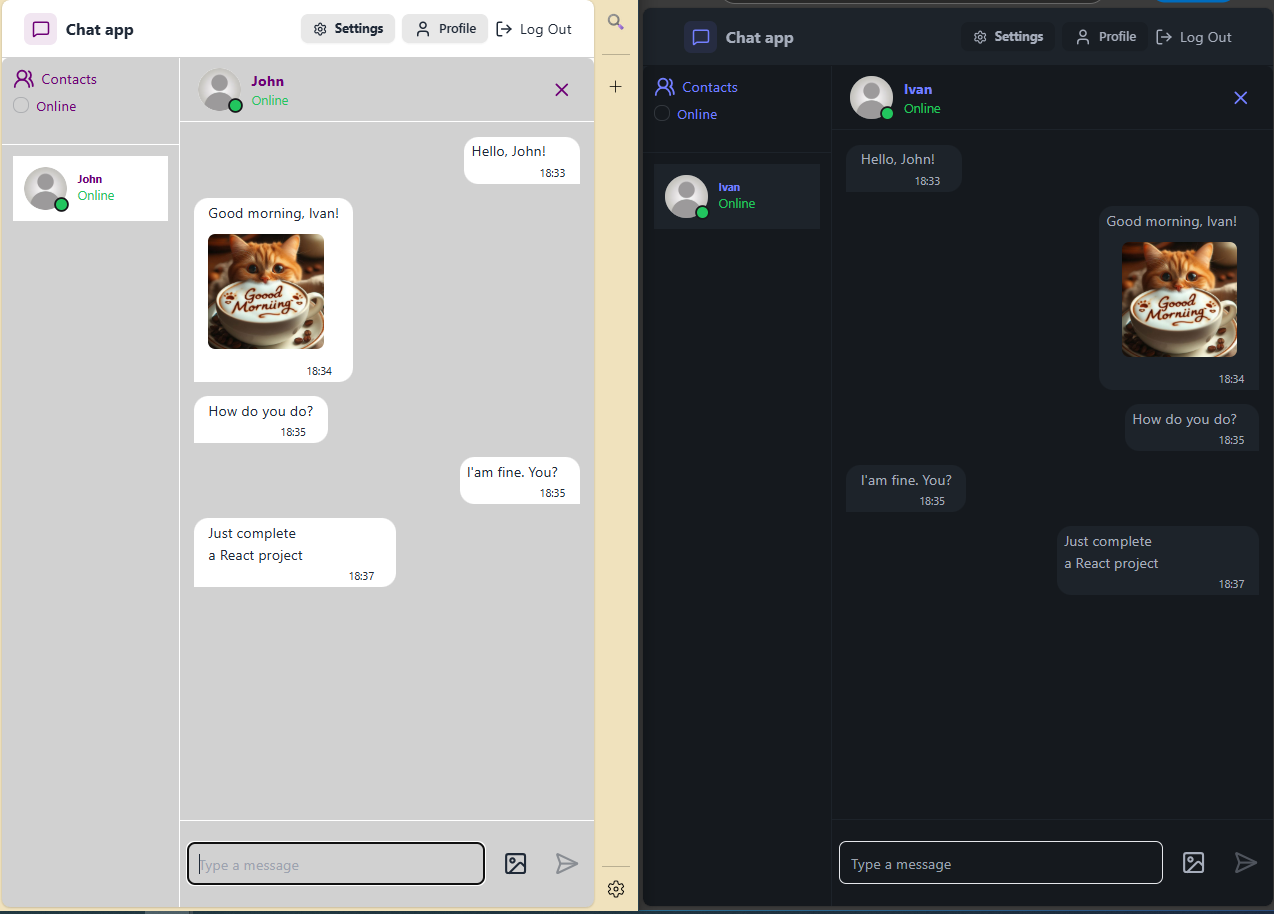 Chat app
Settings
Profile
Log Out
Contacts
Online
John
Online
John
Online
Hello, John!
18:33
Good morning, Ivan!
Goood
Morniing
18:34
How do you do?
18:35
I'am fine. You?
18:35
Just complete
a React project
18:37
Type a message
Chat app
Settings
Profile
Log Out
Contacts
Online
Ivan
Online
Ivan
Online
Hello, John!
18:33
Good morning, Ivan!
Goood
Morniing
18:34
How do you do?
18:35
I'am fine. You?
18:35
Just complete
a React project
18:37
Type a message